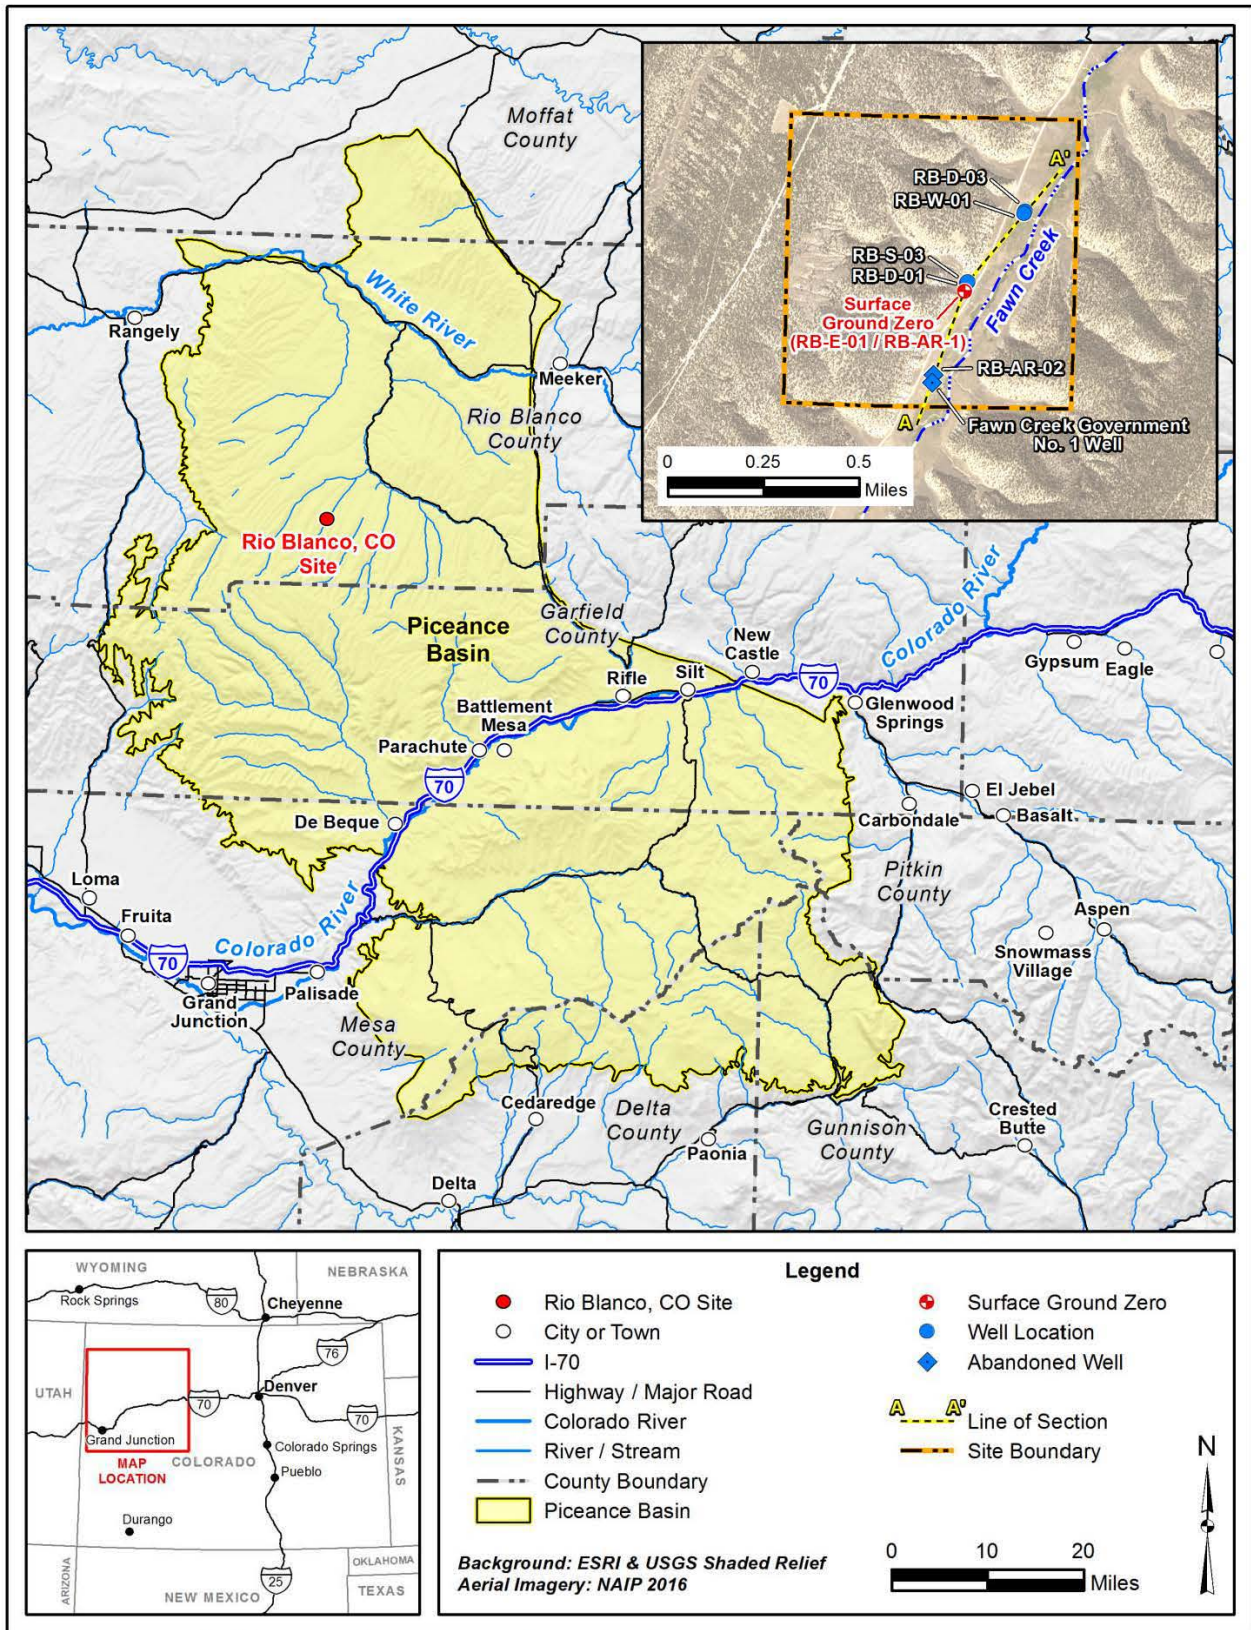 Moffat
County
RB-D-03
RB-W-01
A'
RB-S-03
RB-D-01
Surface
Ground Zero
(RB-E-01 / RB-AR-1)
Fawn Creek
RB-AR-02
A
Fawn Creek Government
No. 1 Well
0 0.25 0.5
Miles
White River
Rangely
Meeker
Rio Blanco
County
Rio Blanco, CO
Site
Garfield
County
Piceance
Basin
Colorado River
New
Castle
Rifle
Silt
70
Gypsum
Eagle
Glenwood
Springs
Battlement
Mesa
Parachute
70
De Beque
El Jebel
Carbondale
Basalt
Pitkin
County
Loma
Fruita
Colorado River
70
Palisade
Grand
Junction
Mesa
County
Aspen
Snowmass
Village
Cedaredge
Delta
County
Paonia
Gunnison
County
Crested
Butte
Delta
WYOMING
NEBRASKA
Rock Springs
80
Cheyenne
76
UTAH
Denver
70
70
Grand Junction
MAP
LOCATION
COLORADO
Colorado Springs
Pueblo
KANSAS
Durango
ARIZONA
NEW MEXICO
25
OKLAHOMA
TEXAS
Legend
Rio Blanco, CO Site
City or Town
I-70
Highway / Major Road
Colorado River
River / Stream
County Boundary
Piceance Basin
Surface Ground Zero
Well Location
Abandoned Well
A A' Line of Section
Site Boundary
N
Background: ESRI & USGS Shaded Relief
Aerial Imagery: NAIP 2016
0 10 20
Miles